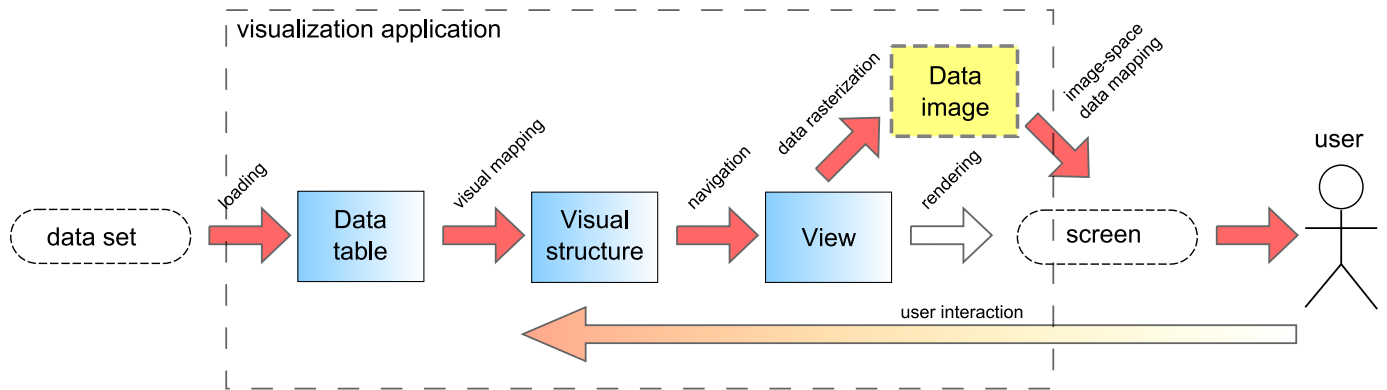 visualization application
data set
loading
Data
table
visual mapping
Visual
structure
navigation
View
data rasterization
Data
image
image-space
data mapping
rendering
screen
user
user interaction